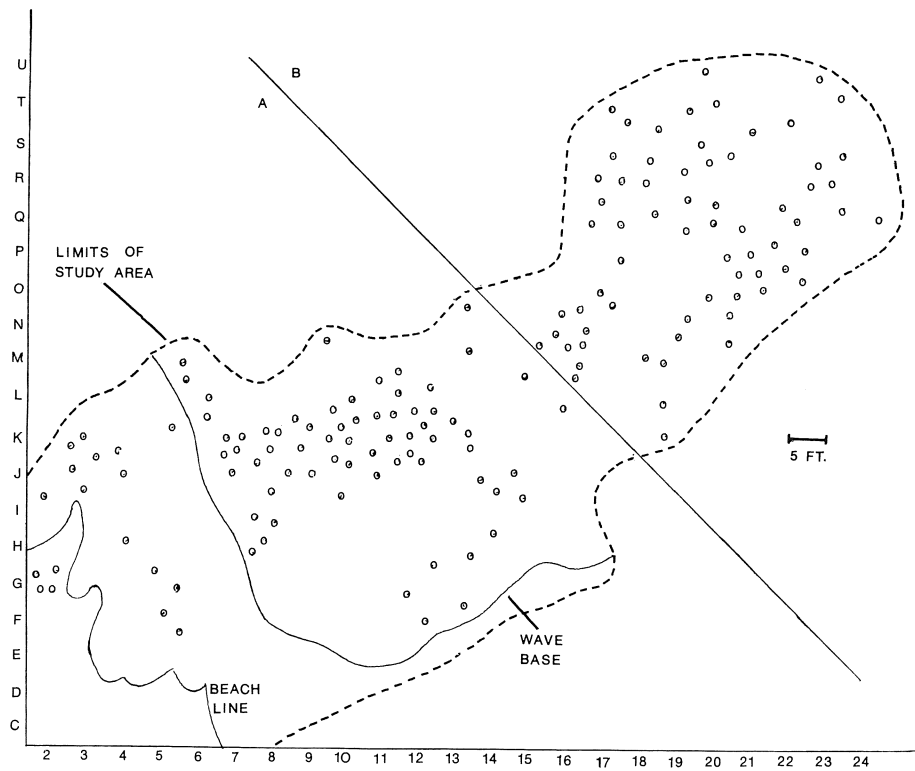 U
T
S
R
Q
P
O
N
M
L
K
J
I
H
G
F
E
D
C
B
A
LIMITS OF
STUDY AREA
5 FT.
WAVE
BASE
BEACH
LINE
2 3 4 5 6 7 8 9 10 11 12 13 14 15 16 17 18 19 20 21 22 23 24